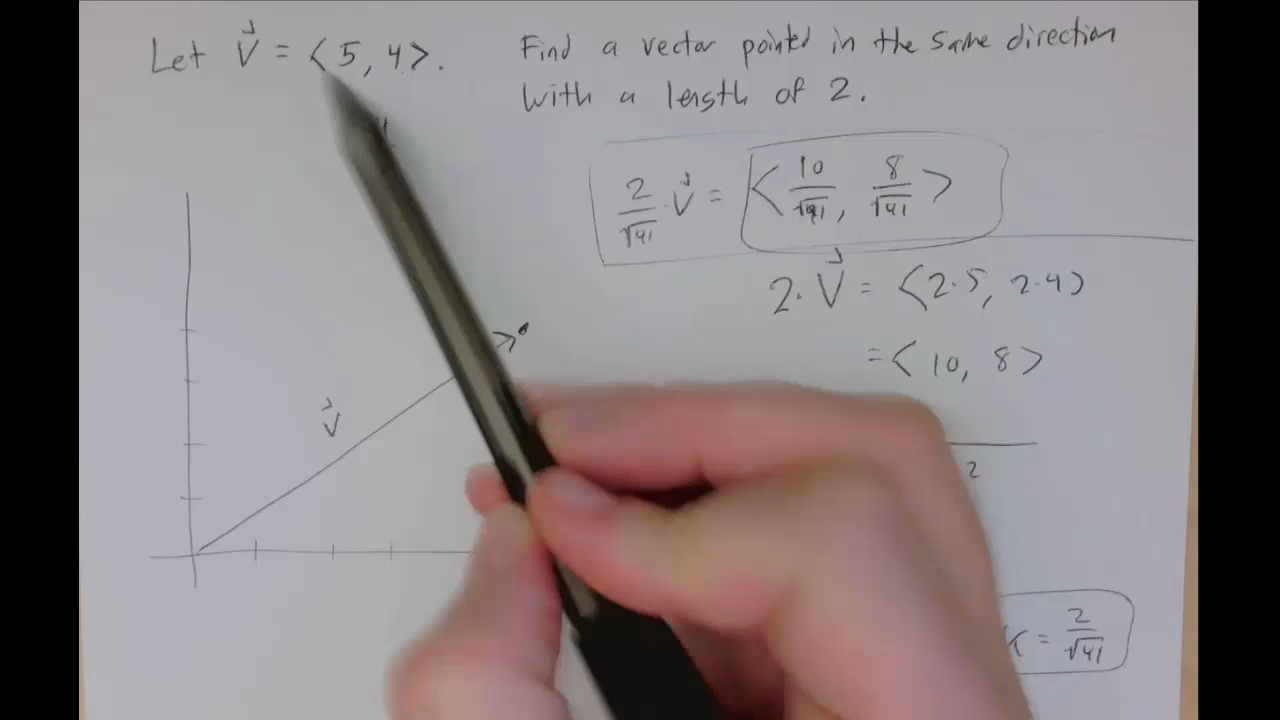 Let v⃗ = <5, 4>.
Find a vector pointed in the same direction
with a length of 2.
2/√41 · v⃗ = <10/√41, 8/√41>
2 · v⃗ = <2·5, 2·4>
= <10, 8>
v⃗
2
= 2/√41